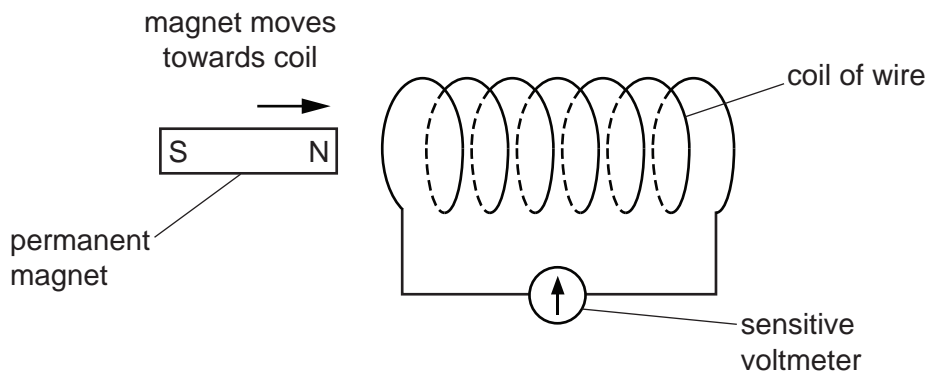 magnet moves
towards coil
coil of wire
S N
permanent
magnet
sensitive
voltmeter